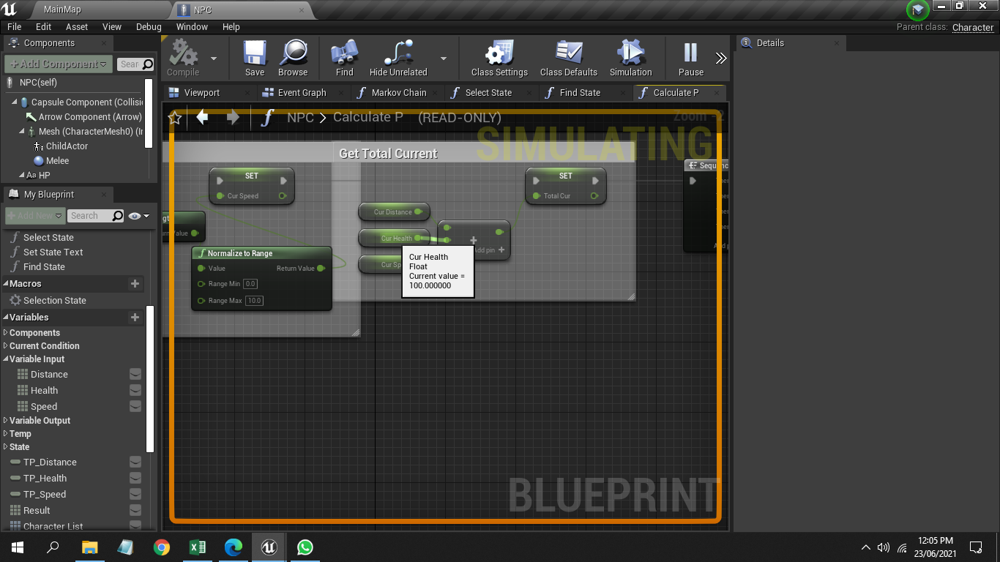 MainMap
NPC
File Edit Asset View Debug Window Help
Parent class: Character
Components
Details
+Add Component
Sear
Compile
Save
Browse
Find
Hide Unrelated
Class Settings
Class Defaults
Simulation
Pause
NPC(self)
Capsule Component (Collisi
Arrow Component (Arrow)
Mesh (CharacterMesh0) (I
ChildActor
Melee
Aa HP
Viewport
Event Graph
Markov Chain
Select State
Find State
Calculate P
NPC > Calculate P (READ-ONLY)
Zoom -2
SIMULATING
My Blueprint
+Add New
Search
Select State
Set State Text
Find State
Macros
Selection State
Variables
Components
Current Condition
Variable Input
Distance
Health
Speed
Variable Output
Temp
State
TP_Distance
TP_Health
TP_Speed
Result
Character List
Get Total Current
SET
Cur Speed
Value
Normalize to Range
Value
Return Value
Range Min 0.0
Range Max 10.0
Cur Distance
Cur Health
Cur Sp
Add pin +
SET
Total Cur
Sequenc
Add p
Cur Health
Float
Current value =
100.000000
BLUEPRINT
12:05 PM
23/06/2021